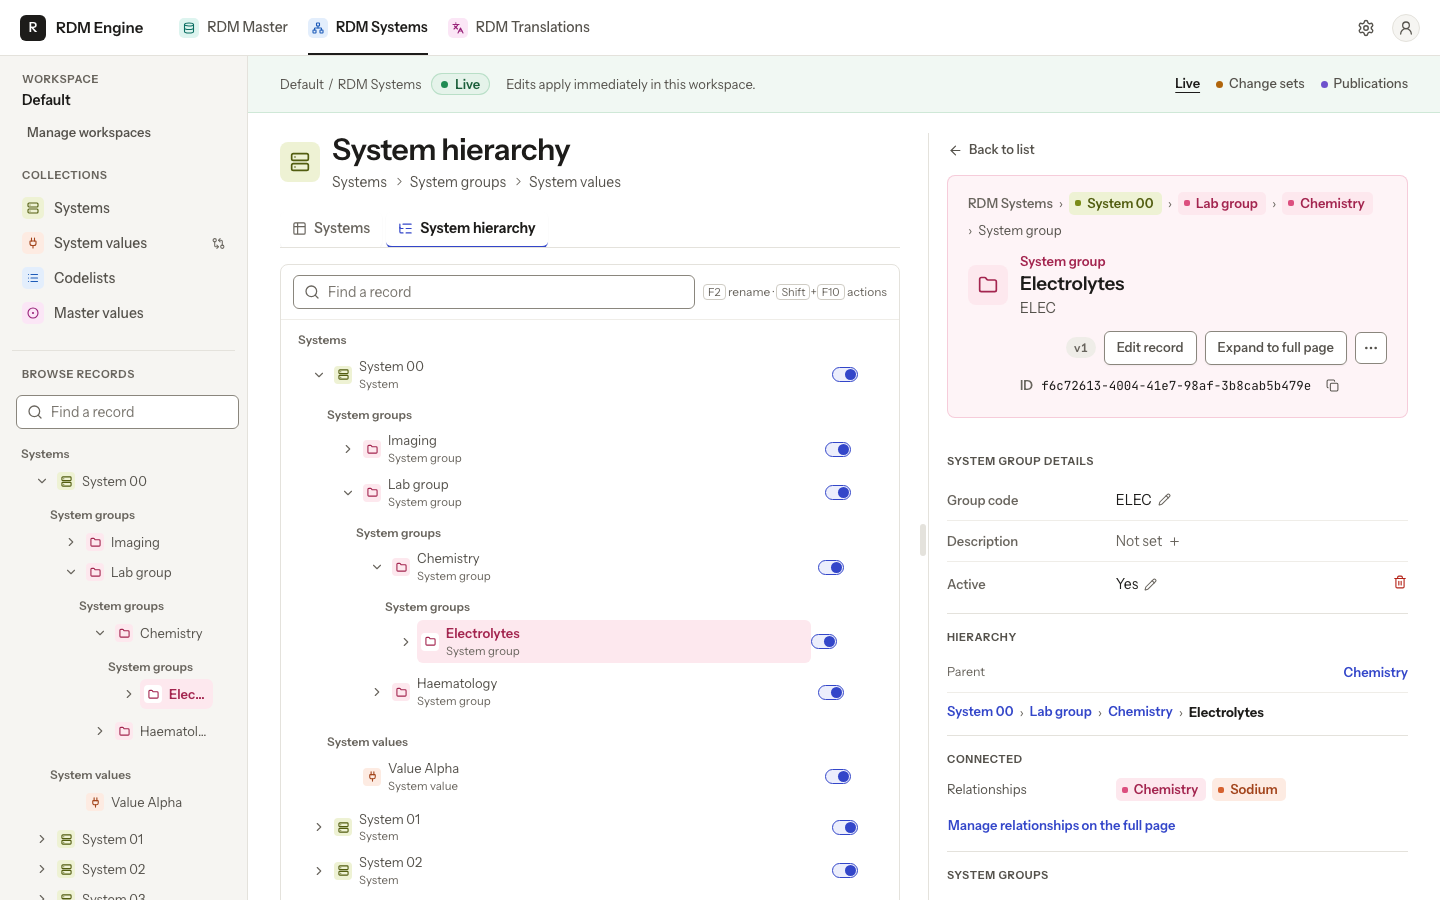 R RDM Engine RDM Master RDM Systems RDM Translations
WORKSPACE
Default
Manage workspaces
COLLECTIONS
Systems
System values
Codelists
Master values
BROWSE RECORDS
Find a record
Systems
System 00
System groups
Imaging
Lab group
System groups
Chemistry
System groups
Elec...
Haematol...
System values
Value Alpha
System 01
System 02
System 03
Default / RDM Systems Live Edits apply immediately in this workspace. Live Change sets Publications
System hierarchy
Systems › System groups › System values
Systems System hierarchy
Find a record F2 rename · Shift + F10 actions
Systems
System 00
System
System groups
Imaging
System group
Lab group
System group
System groups
Chemistry
System group
System groups
Electrolytes
System group
Haematology
System group
System values
Value Alpha
System value
System 01
System
System 02
System
← Back to list
RDM Systems › System 00 › Lab group › Chemistry
› System group
System group
Electrolytes
ELEC
v1 Edit record Expand to full page ...
ID f6c72613-4004-41e7-98af-3b8cab5b479e
SYSTEM GROUP DETAILS
Group code ELEC
Description Not set +
Active Yes
HIERARCHY
Parent Chemistry
System 00 › Lab group › Chemistry › Electrolytes
CONNECTED
Relationships Chemistry Sodium
Manage relationships on the full page
SYSTEM GROUPS